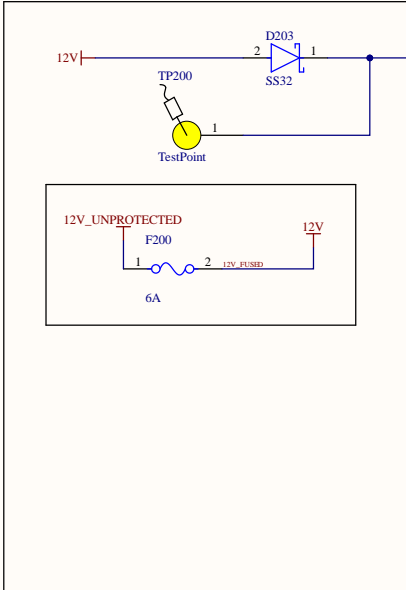 D203
12V
2
1
SS32
TP200
1
TestPoint
12V_UNPROTECTED
12V
F200
1
2
12V_FUSED
6A